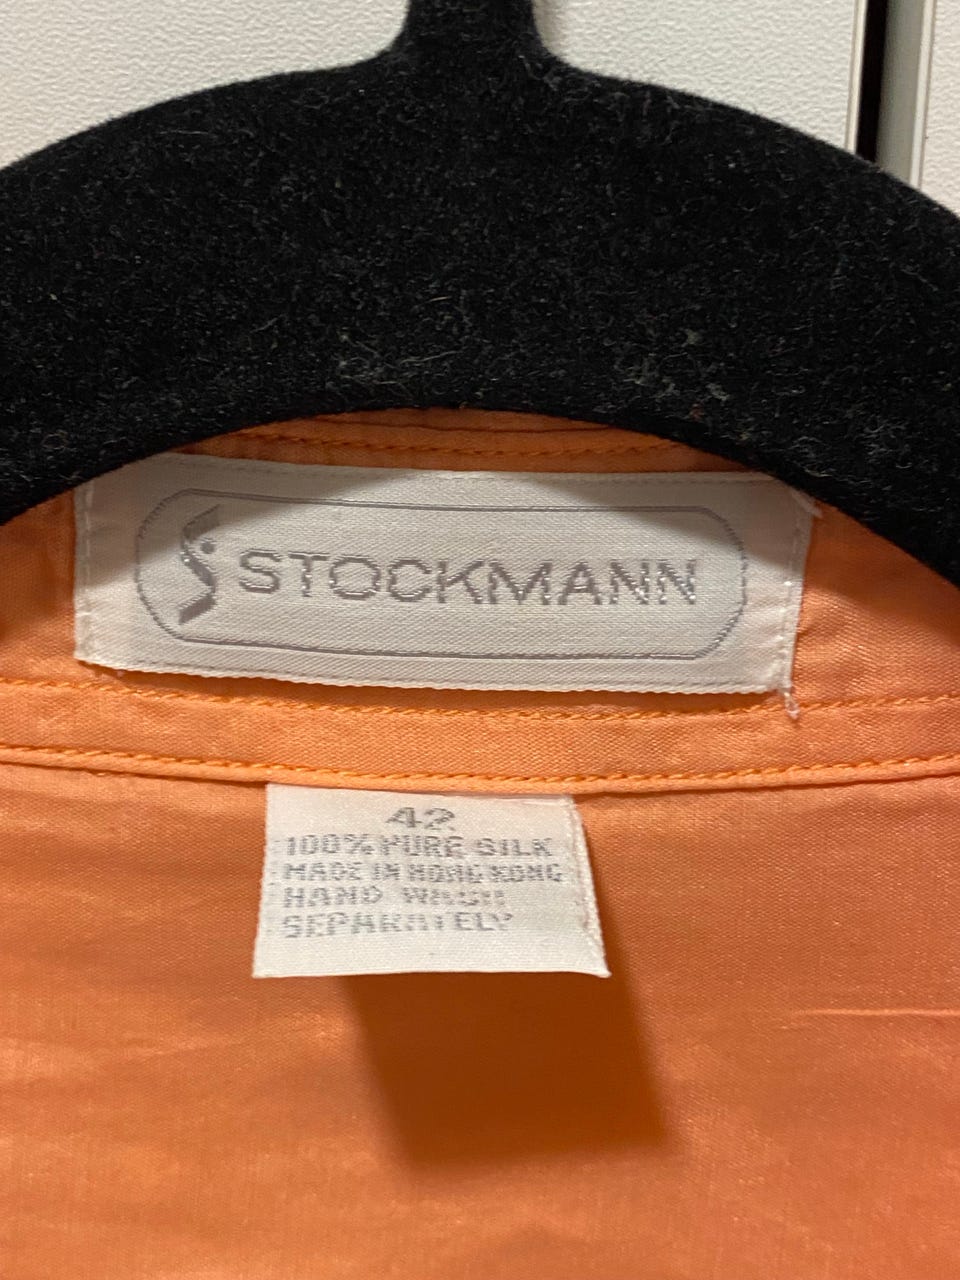 STOCKMANN
42
100% PURE SILK
MADE IN HONG KONG
HAND WASH
SEPARATELY